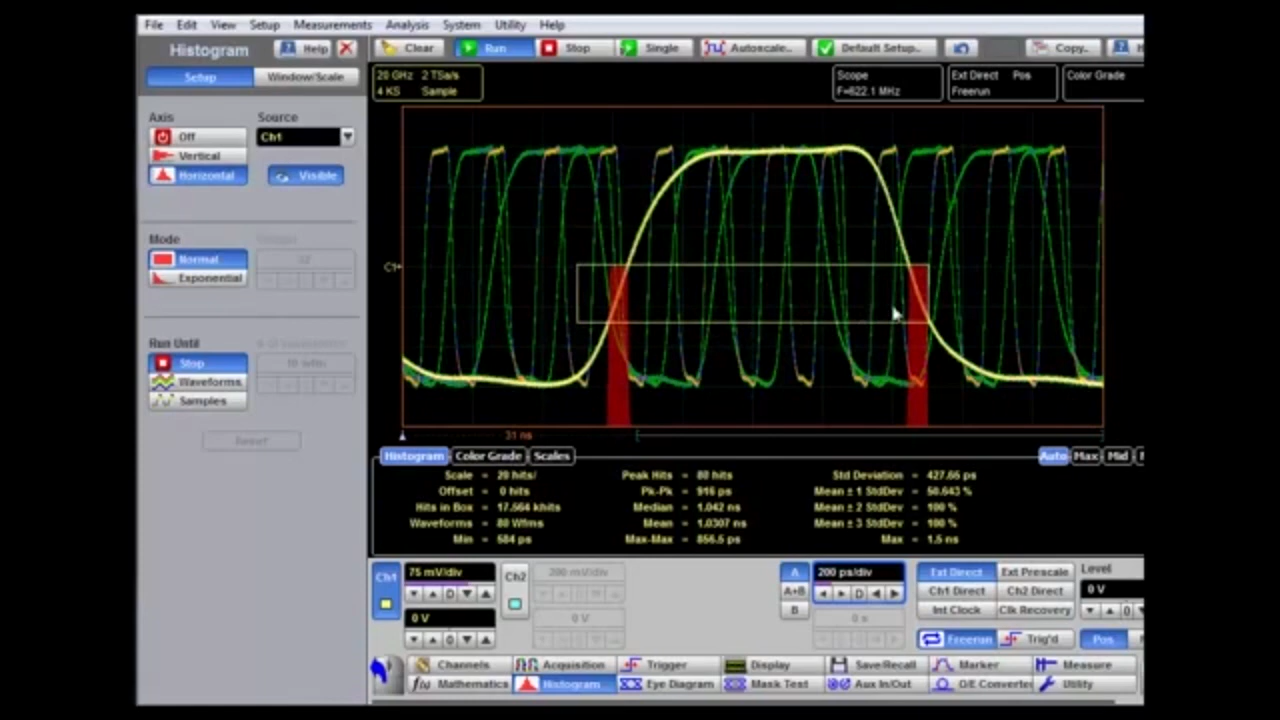 File Edit View Setup Measurements Analysis System Utility Help
Histogram Help Clear Run Stop Single Autoscale.. Default Setup.. Copy..
Setup Window/Scale
20 GHz 2 TSa/s
4 KS Sample
Scope
F=622.1 MHz
Ext Direct Pos
Freerun
Color Grade
Axis
Off
Vertical
Horizontal
Source
Ch1
Visible
Mode
Normal
Exponential
Run Until
Stop
Waveforms
Samples
Reset
C1
31 ns
Histogram Color Grade Scales Auto Max Mid
Scale = 20 hits/ Peak Hits = 80 hits Std Deviation = 427.65 ps
Offset = 0 hits Pk-Pk = 916 ps Mean ± 1 StdDev = 50.643 %
Hits in Box = 17.564 khits Median = 1.042 ns Mean ± 2 StdDev = 100 %
Waveforms = 80 Wfms Mean = 1.0307 ns Mean ± 3 StdDev = 100 %
Min = 584 ps Max-Max = 856.5 ps Max = 1.5 ns
Ch1 75 mV/div Ch2 200 mV/div A 200 ps/div Ext Direct Ext Prescale Level
A+B Ch1 Direct Ch2 Direct 0 V
0 V 0 V B 0 s Int Clock Clk Recovery
Freerun Trig'd Pos
Channels Acquisition Trigger Display Save/Recall Marker Measure
Mathematics Histogram Eye Diagram Mask Test Aux In/Out O/E Converter Utility